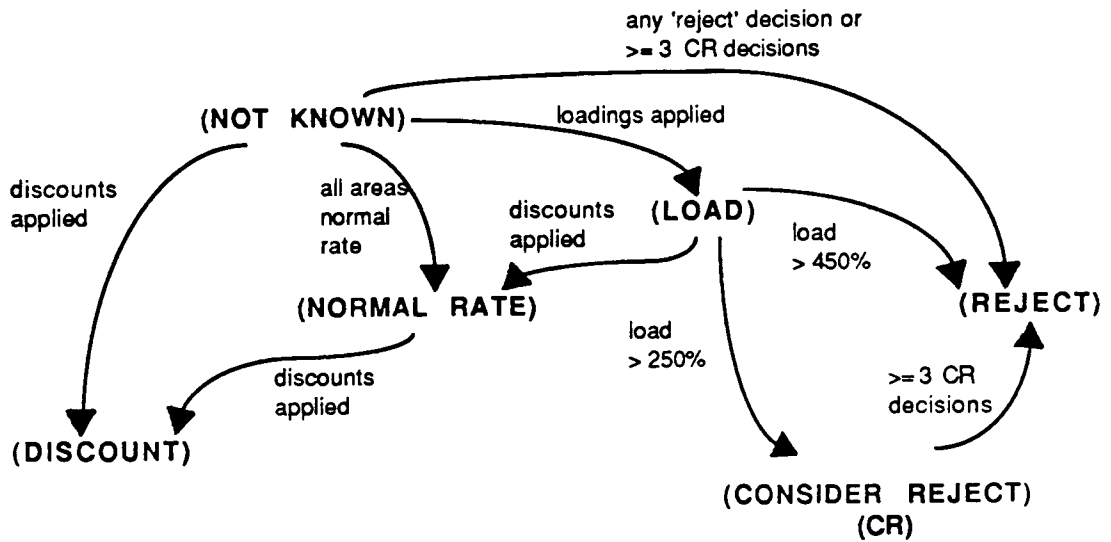 any 'reject' decision or
>= 3 CR decisions
(NOT KNOWN)
loadings applied
discounts
applied
all areas
normal
rate
discounts
applied
(LOAD)
load
> 450%
(NORMAL RATE)
(REJECT)
load
> 250%
discounts
applied
>= 3 CR
decisions
(DISCOUNT)
(CONSIDER REJECT)
(CR)